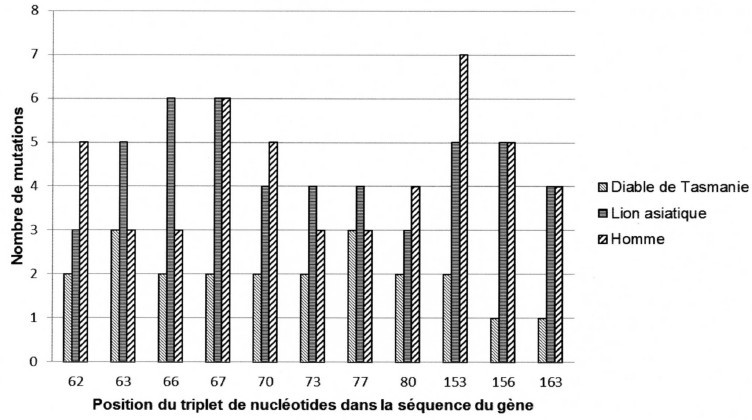 8
7
6
5
4
3
2
1
0
Nombre de mutations
62 63 66 67 70 73 77 80 153 156 163
Position du triplet de nucléotides dans la séquence du gène
Diable de Tasmanie
Lion asiatique
Homme